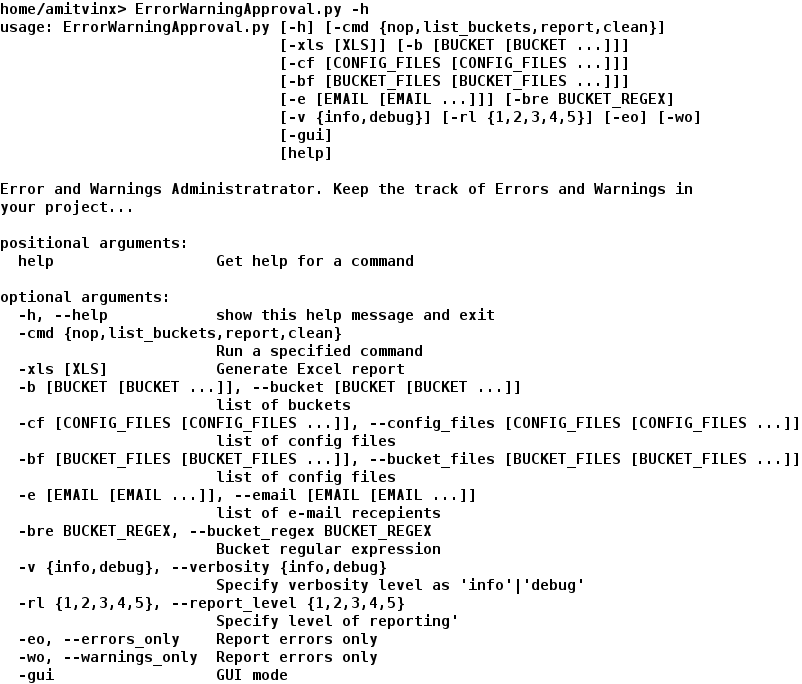 home/amitvinx> ErrorWarningApproval.py -h
usage: ErrorWarningApproval.py [-h] [-cmd {nop,list_buckets,report,clean}]
                               [-xls [XLS]] [-b [BUCKET [BUCKET ...]]]
                               [-cf [CONFIG_FILES [CONFIG_FILES ...]]]
                               [-bf [BUCKET_FILES [BUCKET_FILES ...]]]
                               [-e [EMAIL [EMAIL ...]]] [-bre BUCKET_REGEX]
                               [-v {info,debug}] [-rl {1,2,3,4,5}] [-eo] [-wo]
                               [-gui]
                               [help]

Error and Warnings Administratrator. Keep the track of Errors and Warnings in
your project...

positional arguments:
  help                  Get help for a command

optional arguments:
  -h, --help            show this help message and exit
  -cmd {nop,list_buckets,report,clean}
                        Run a specified command
  -xls [XLS]            Generate Excel report
  -b [BUCKET [BUCKET ...]], --bucket [BUCKET [BUCKET ...]]
                        list of buckets
  -cf [CONFIG_FILES [CONFIG_FILES ...]], --config_files [CONFIG_FILES [CONFIG_FILES ...]]
                        list of config files
  -bf [BUCKET_FILES [BUCKET_FILES ...]], --bucket_files [BUCKET_FILES [BUCKET_FILES ...]]
                        list of config files
  -e [EMAIL [EMAIL ...]], --email [EMAIL [EMAIL ...]]
                        list of e-mail recepients
  -bre BUCKET_REGEX, --bucket_regex BUCKET_REGEX
                        Bucket regular expression
  -v {info,debug}, --verbosity {info,debug}
                        Specify verbosity level as 'info'|'debug'
  -rl {1,2,3,4,5}, --report_level {1,2,3,4,5}
                        Specify level of reporting'
  -eo, --errors_only    Report errors only
  -wo, --warnings_only  Report errors only
  -gui                  GUI mode